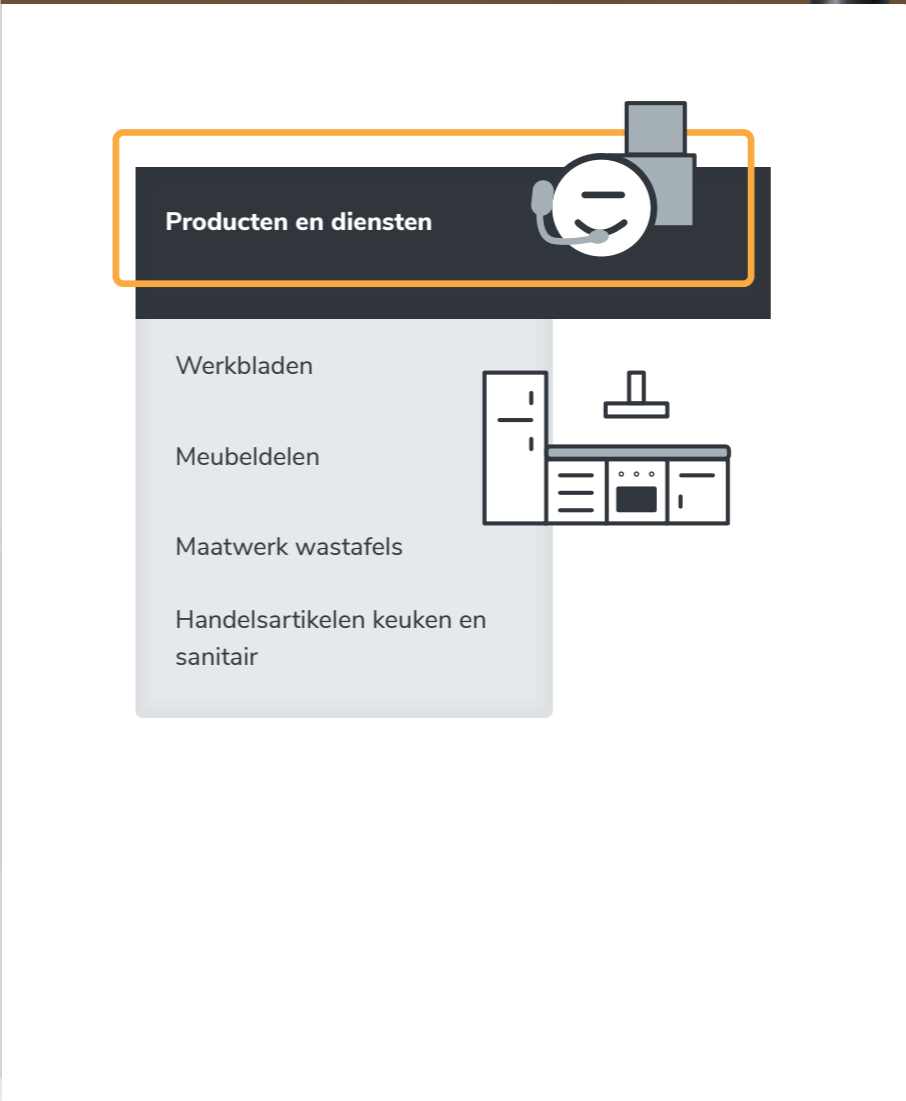 Producten en diensten
Werkbladen
Meubeldelen
Maatwerk wastafels
Handelsartikelen keuken en
sanitair